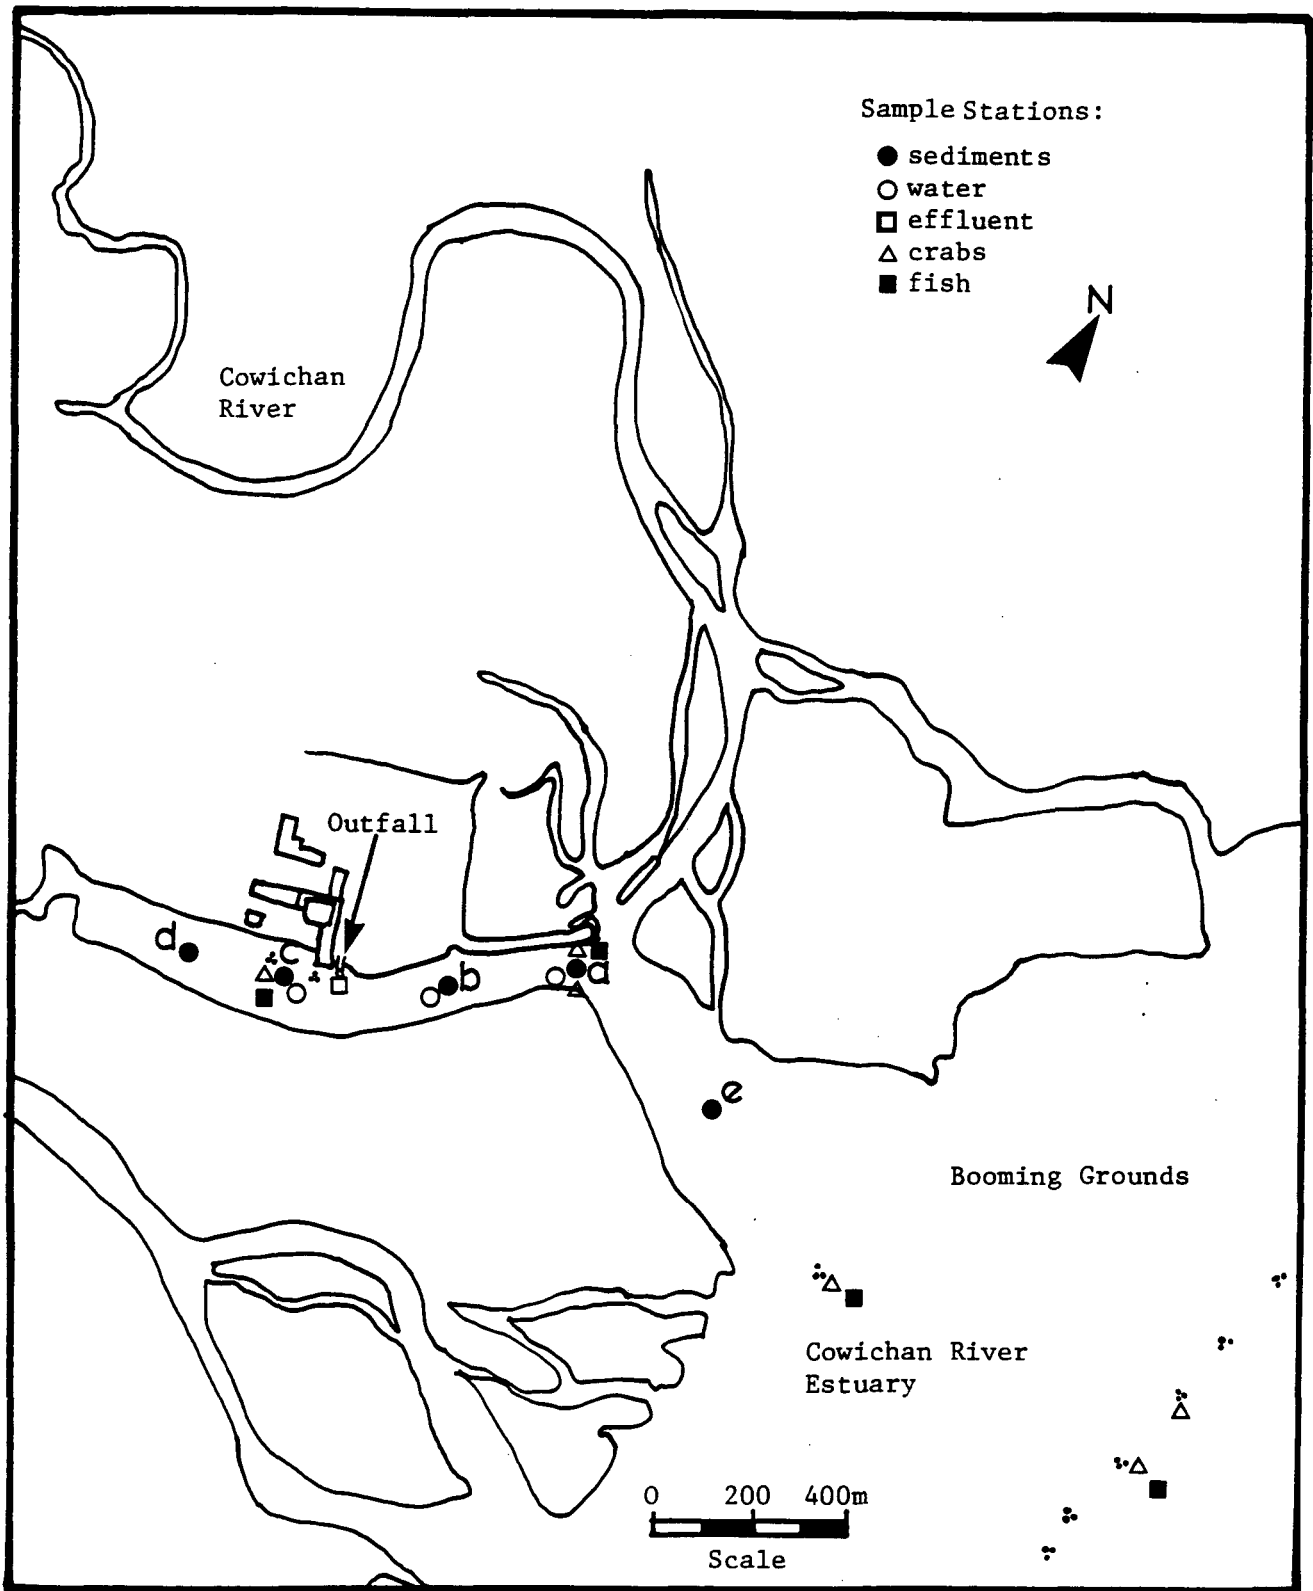 Sample Stations:
sediments
water
effluent
crabs
fish
N
Cowichan
River
Outfall
d
c
b
a
e
Booming Grounds
Cowichan River
Estuary
0 200 400m
Scale